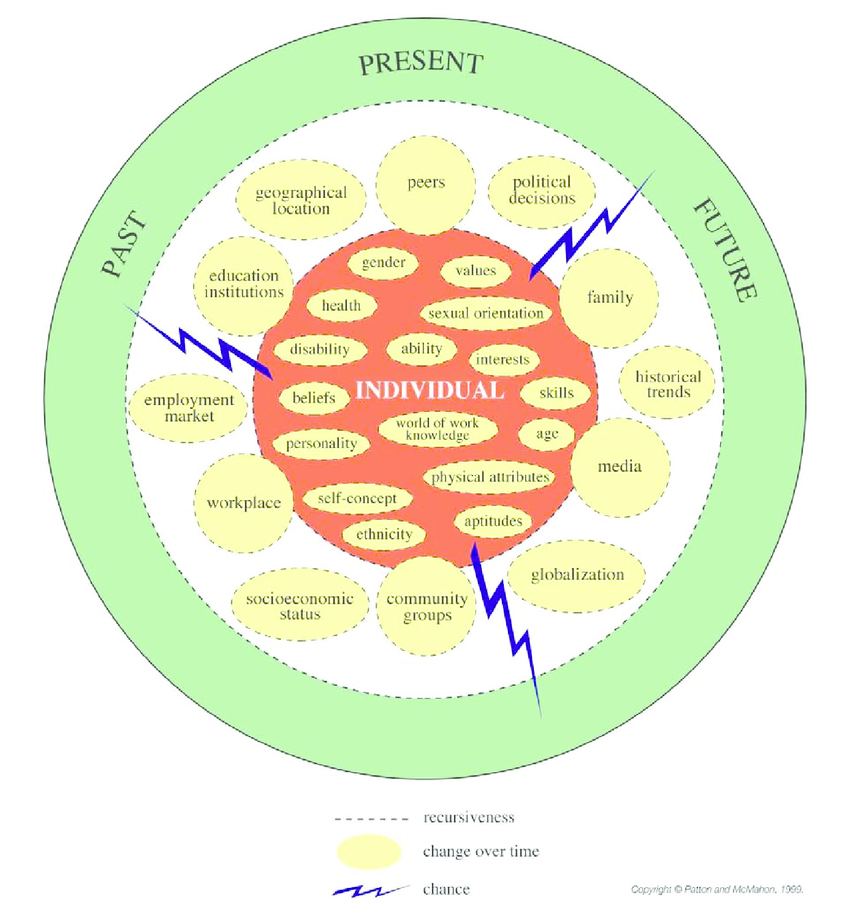 PRESENT
PAST
FUTURE
peers
political
decisions
geographical
location
education
institutions
family
employment
market
historical
trends
workplace
media
socioeconomic
status
community
groups
globalization
gender
values
health
sexual orientation
disability
ability
interests
INDIVIDUAL
beliefs
skills
world of work
knowledge
age
personality
physical attributes
self-concept
aptitudes
ethnicity
recursiveness
change over time
chance
Copyright © Patton and McMahon, 1999.